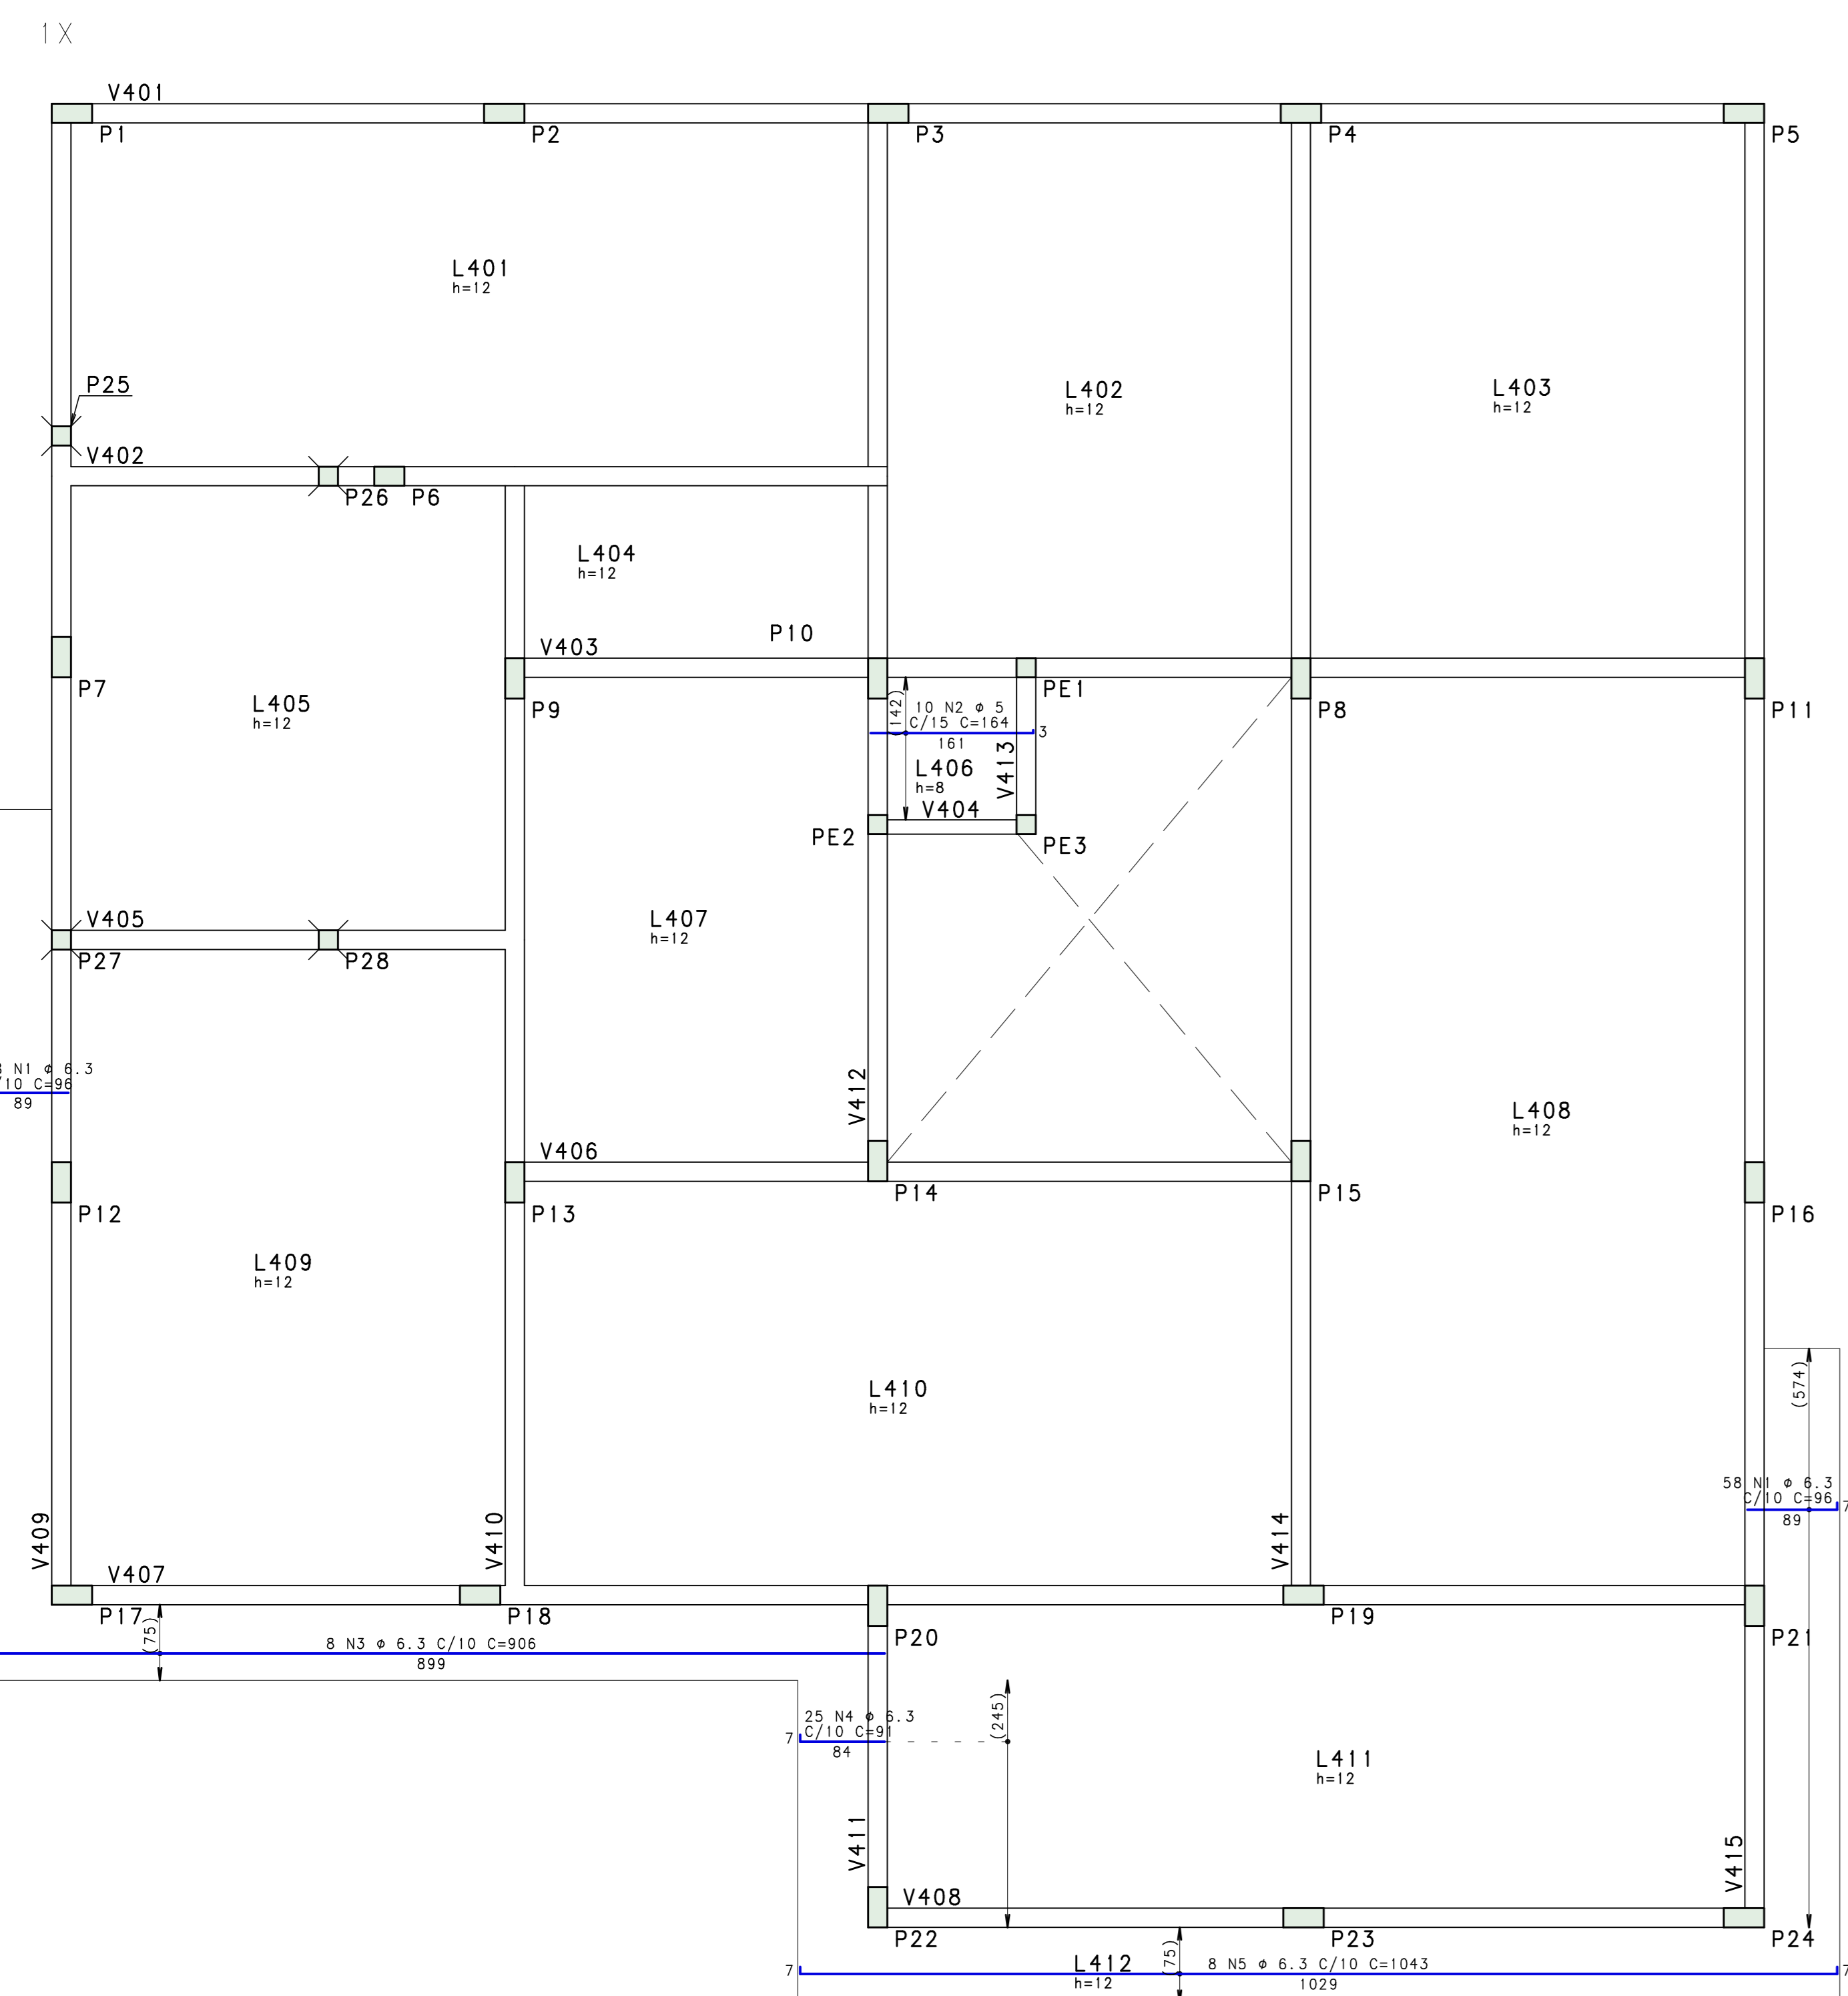 1X
V401
P1
P2
P3
P4
P5
L401
h=12
P25
L402
h=12
L403
h=12
V402
P26
P6
L404
h=12
P10
V403
P7
P9
PE1
P8
P11
L405
h=12
(142)
10 N2 ø 5
C/15 C=164
161
3
V413
L406
h=8
V404
PE2
PE3
V405
P27
P28
L407
h=12
N1 ø 6.3
/10 C=96
89
V412
L408
h=12
V406
P12
P13
P14
P15
P16
L409
h=12
L410
h=12
(574)
58 N1 ø 6.3
C/10 C=96
89
7
V409
V410
V414
V407
P17
P18
P20
P19
P21
(75)
8 N3 ø 6.3 C/10 C=906
899
25 N4 ø 6.3
C/10 C=91
7
84
(245)
L411
h=12
V411
V415
V408
P22
P23
P24
L412
h=12
(75)
8 N5 ø 6.3 C/10 C=1043
1029
7
7